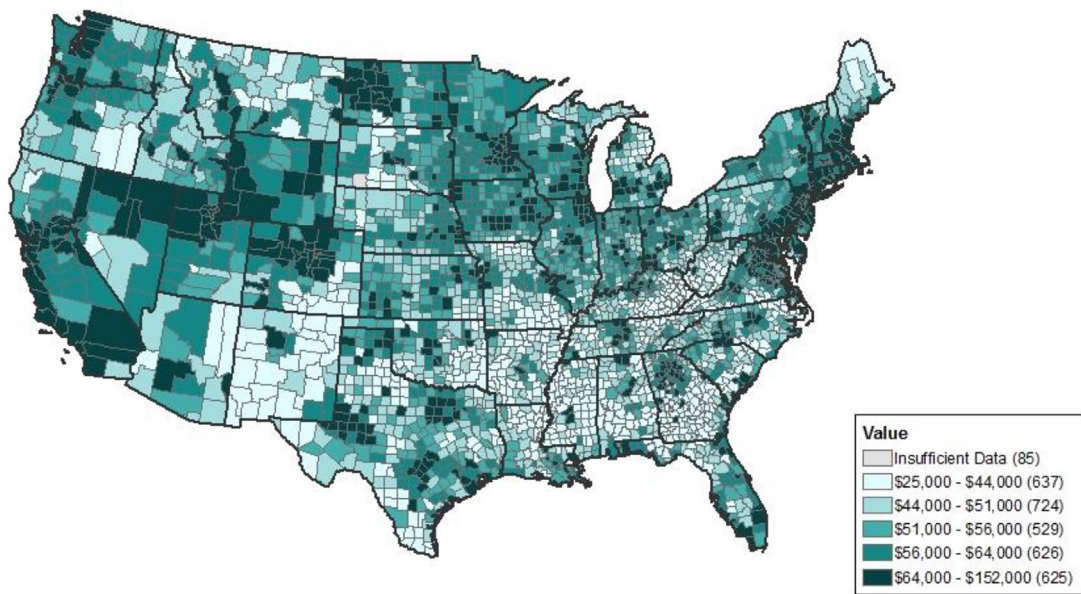 Value
Insufficient Data (85)
$25,000 - $44,000 (637)
$44,000 - $51,000 (724)
$51,000 - $56,000 (529)
$56,000 - $64,000 (626)
$64,000 - $152,000 (625)